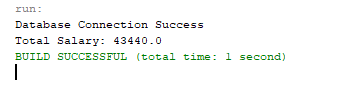 run:
Database Connection Success
Total Salary: 43440.0
BUILD SUCCESSFUL (total time: 1 second)